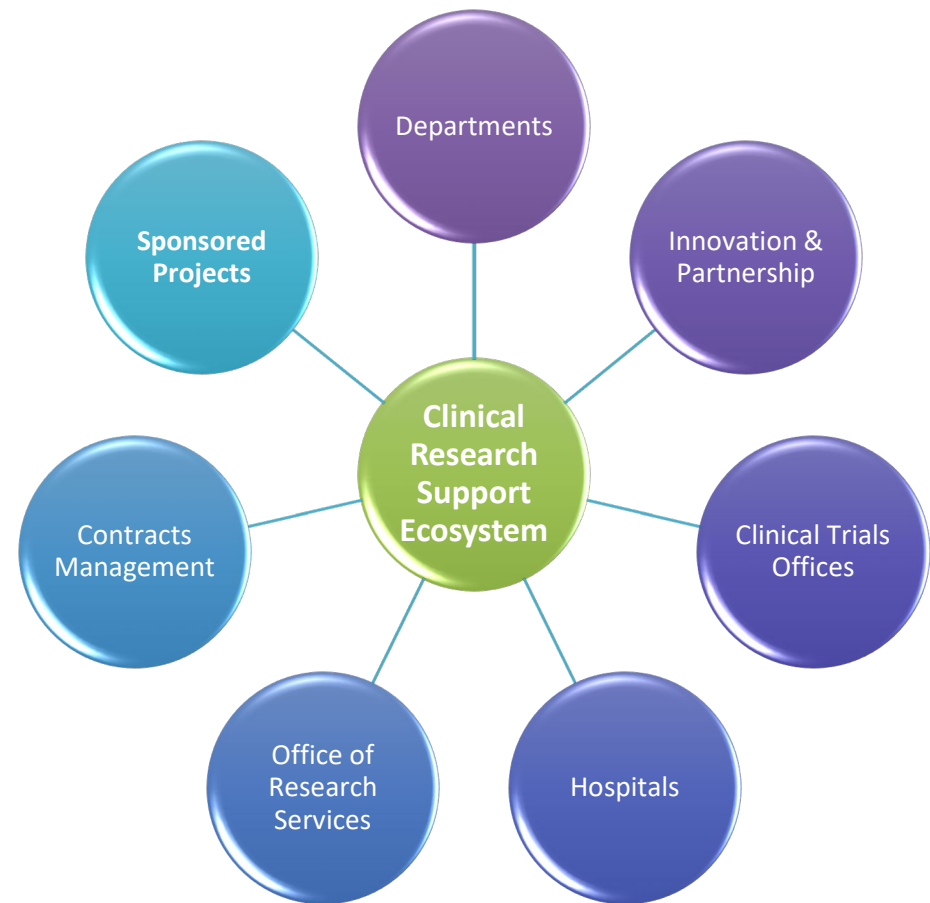 Departments
Innovation &
Partnership
Clinical Trials
Offices
Hospitals
Office of
Research
Services
Contracts
Management
Sponsored
Projects
Clinical
Research
Support
Ecosystem